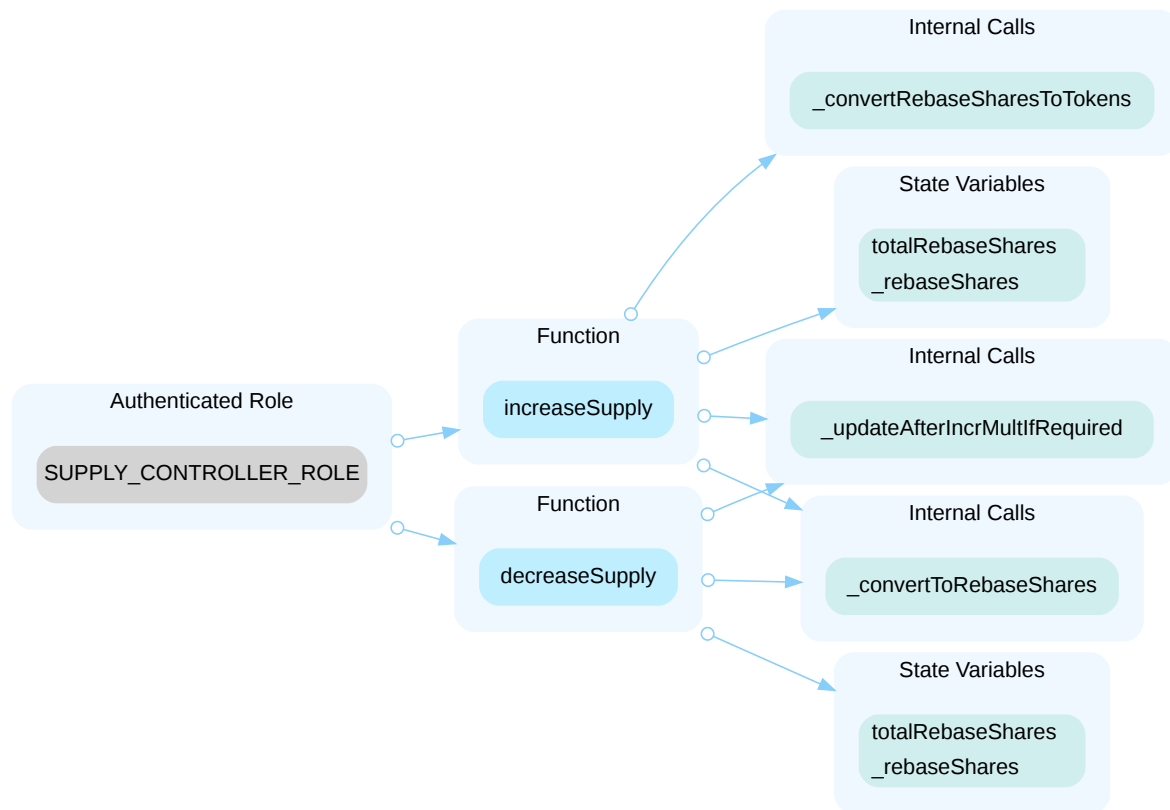 Authenticated Role
SUPPLY_CONTROLLER_ROLE
Function
increaseSupply
Function
decreaseSupply
Internal Calls
_convertRebaseSharesToTokens
State Variables
totalRebaseShares
_rebaseShares
Internal Calls
_updateAfterIncrMultIfRequired
Internal Calls
_convertToRebaseShares
State Variables
totalRebaseShares
_rebaseShares